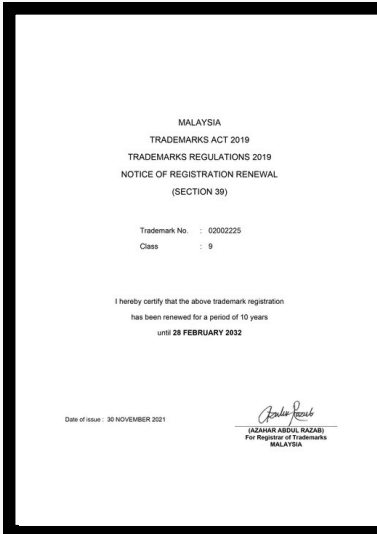 MALAYSIA
TRADEMARKS ACT 2019
TRADEMARKS REGULATIONS 2019
NOTICE OF REGISTRATION RENEWAL
(SECTION 39)
Trademark No. : 02002225
Class : 9
I hereby certify that the above trademark registration
has been renewed for a period of 10 years
until 28 FEBRUARY 2032
Date of issue : 30 NOVEMBER 2021
Azahar Razab
(AZAHAR ABDUL RAZAB)
For Registrar of Trademarks
MALAYSIA